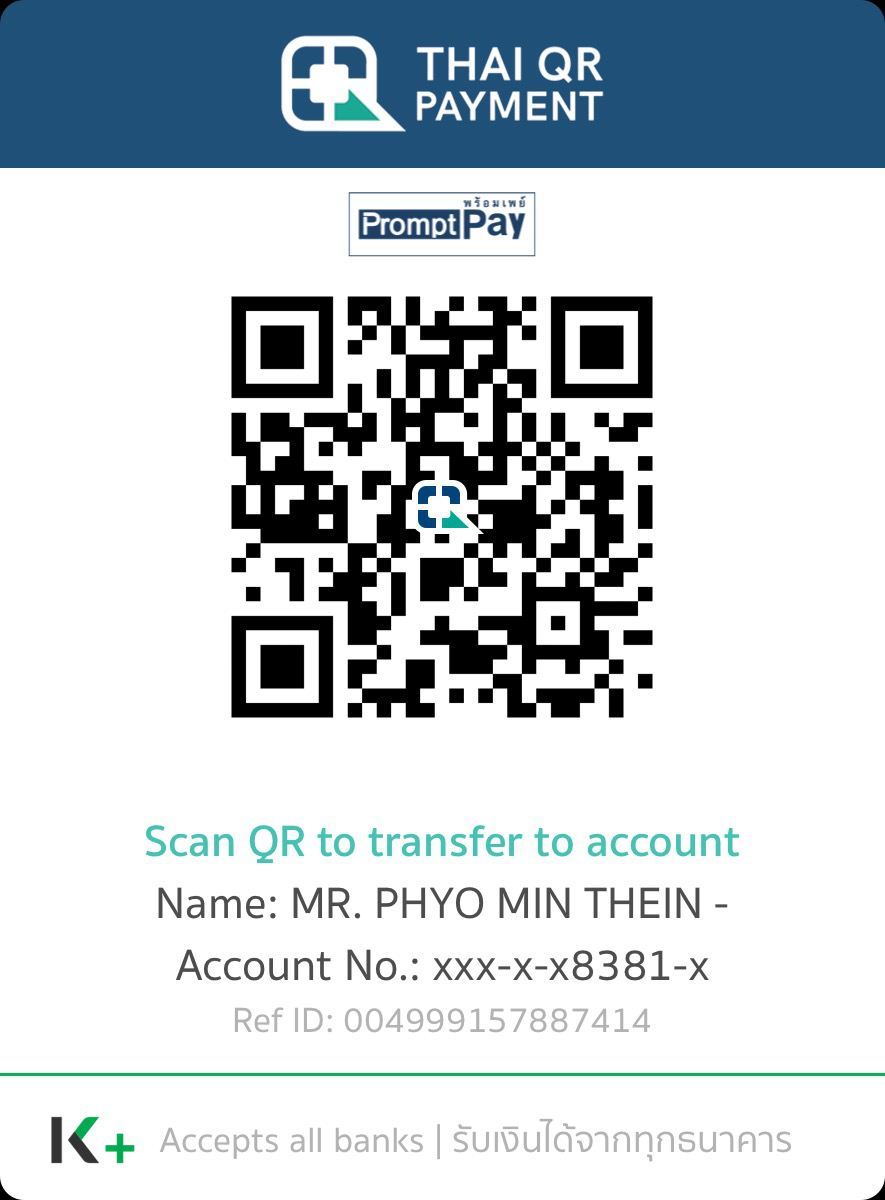 THAI QR
PAYMENT
พร้อมเพย์
PromptPay
Scan QR to transfer to account
Name: MR. PHYO MIN THEIN -
Account No.: xxx-x-x8381-x
Ref ID: 004999157887414
K+ Accepts all banks | รับเงินได้จากทุกธนาคาร